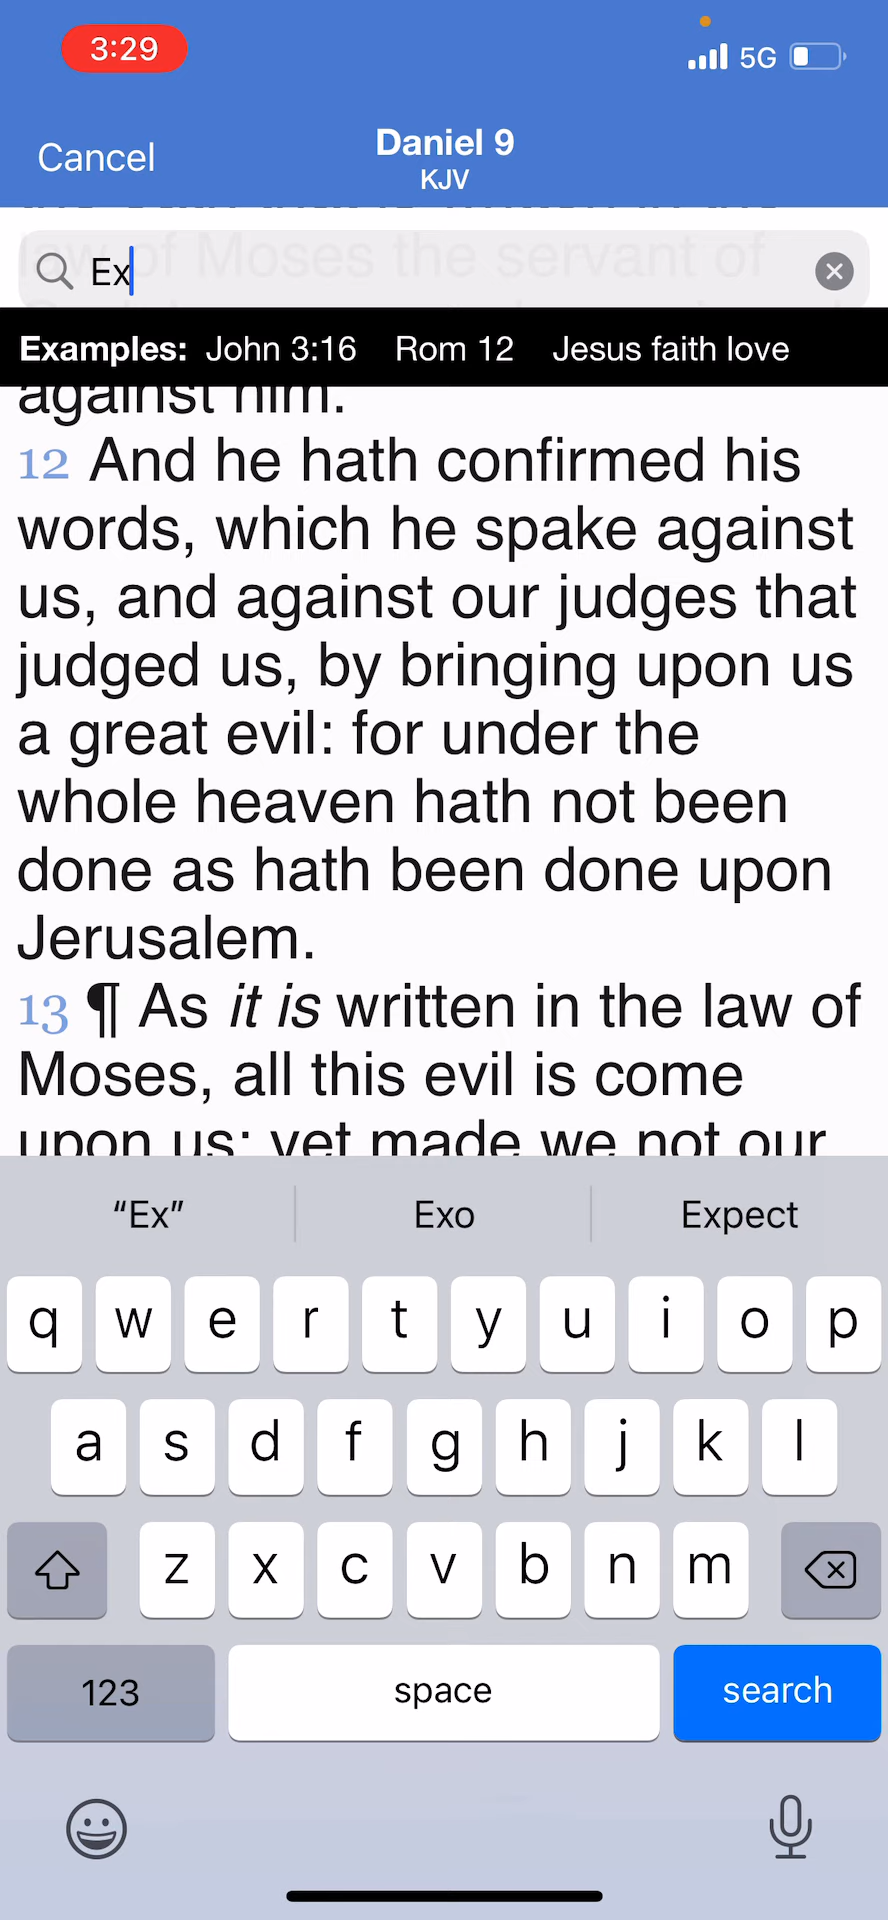 3:29
5G
Cancel
Daniel 9
KJV
law of Moses the servant of
Ex
Examples: John 3:16 Rom 12 Jesus faith love
against him.
12 And he hath confirmed his
words, which he spake against
us, and against our judges that
judged us, by bringing upon us
a great evil: for under the
whole heaven hath not been
done as hath been done upon
Jerusalem.
13 ¶ As it is written in the law of
Moses, all this evil is come
upon us: yet made we not our
“Ex” Exo Expect
q w e r t y u i o p
a s d f g h j k l
z x c v b n m
123 space search